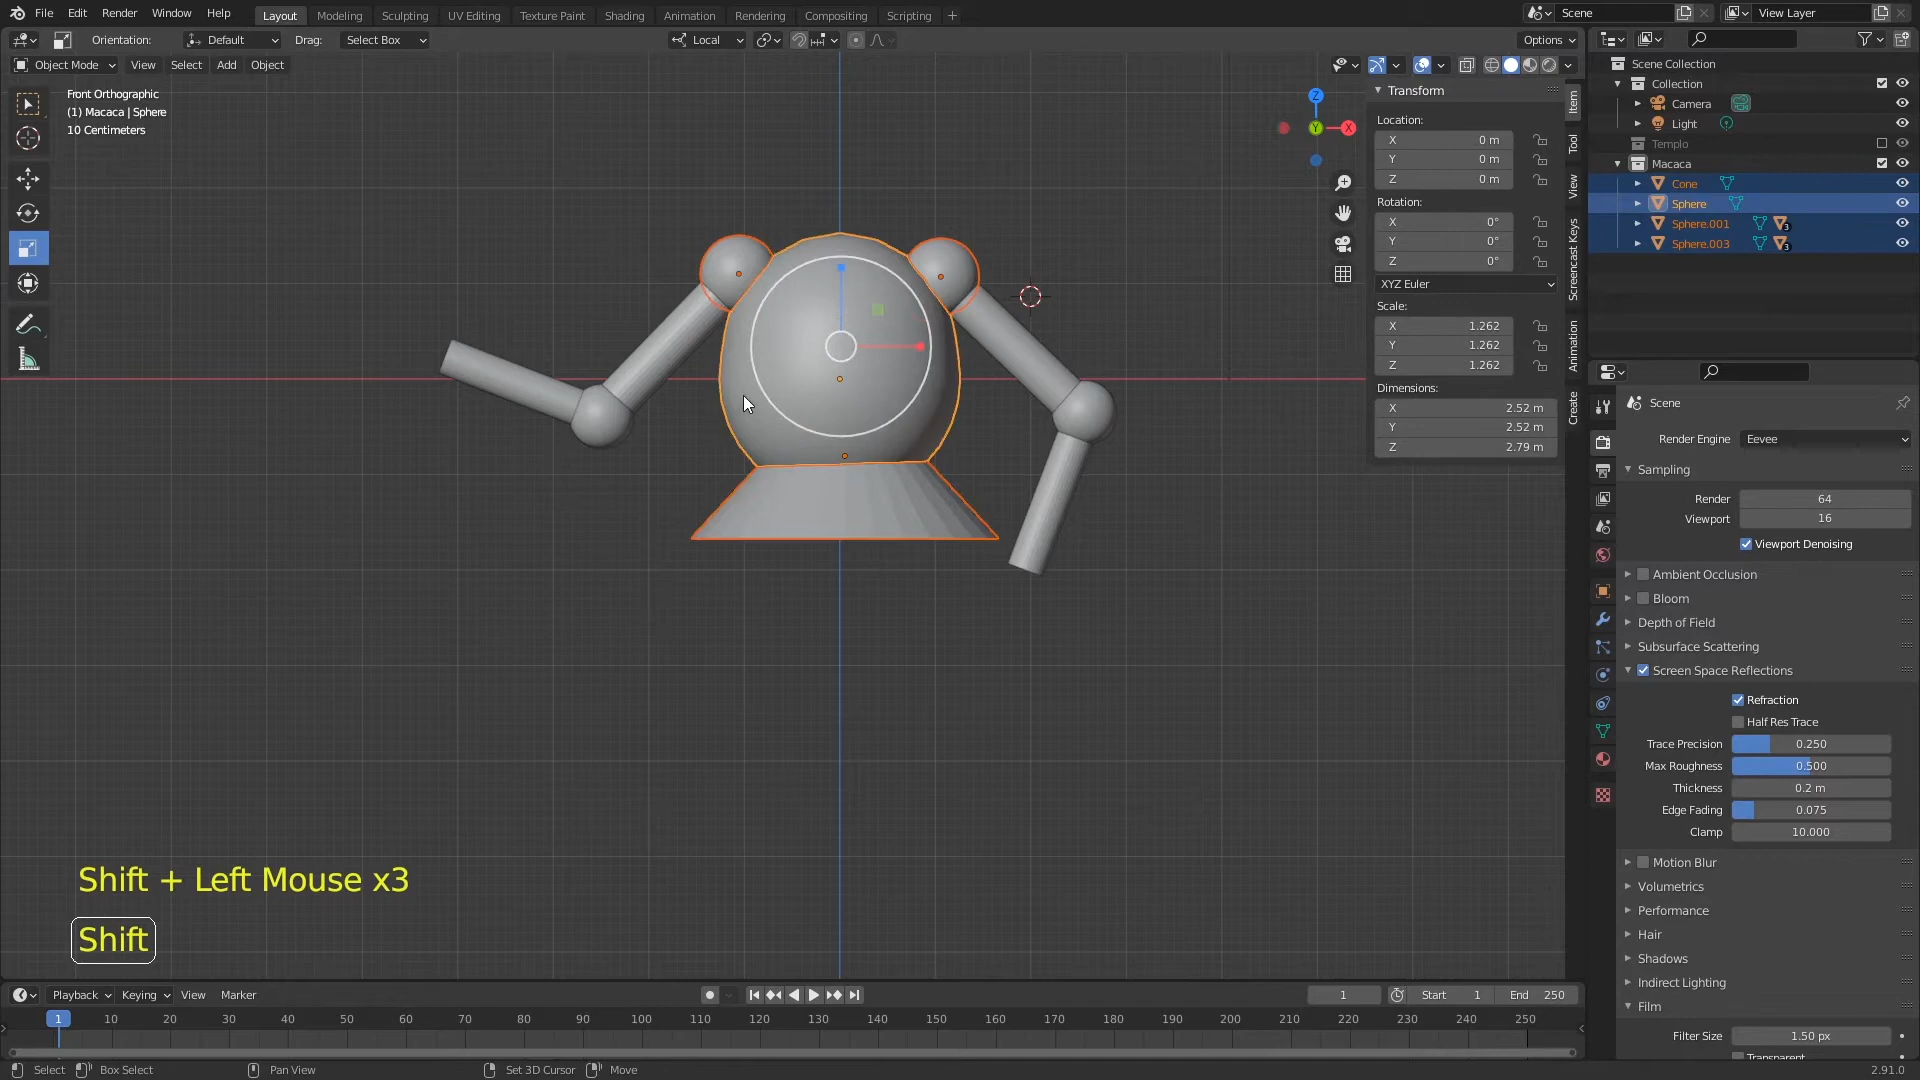 File Edit Render Window Help Layout Modeling Sculpting UV Editing Texture Paint Shading Animation Rendering Compositing Scripting + Scene View Layer
Orientation: Default Drag: Select Box Local Options
Object Mode View Select Add Object
Front Orthographic
(1) Macaca | Sphere
10 Centimeters
Z
Y
X
Transform
Location:
X 0 m
Y 0 m
Z 0 m
Rotation:
X 0°
Y 0°
Z 0°
XYZ Euler
Scale:
X 1.262
Y 1.262
Z 1.262
Dimensions:
X 2.52 m
Y 2.52 m
Z 2.79 m
Item
Tool
View
Screencast Keys
Animation
Create
Scene Collection
Collection
Camera
Light
Templo
Macaca
Cone
Sphere
Sphere.001 3
Sphere.003 3
Scene
Render Engine Eevee
Sampling
Render 64
Viewport 16
Viewport Denoising
Ambient Occlusion
Bloom
Depth of Field
Subsurface Scattering
Screen Space Reflections
Refraction
Half Res Trace
Trace Precision 0.250
Max Roughness 0.500
Thickness 0.2 m
Edge Fading 0.075
Clamp 10.000
Motion Blur
Volumetrics
Performance
Hair
Shadows
Indirect Lighting
Film
Filter Size 1.50 px
Transparent
Shift + Left Mouse x3
Shift
Playback Keying View Marker 1 Start 1 End 250
1 10 20 30 40 50 60 70 80 90 100 110 120 130 140 150 160 170 180 190 200 210 220 230 240 250
Select Box Select Pan View Set 3D Cursor Move 2.91.0